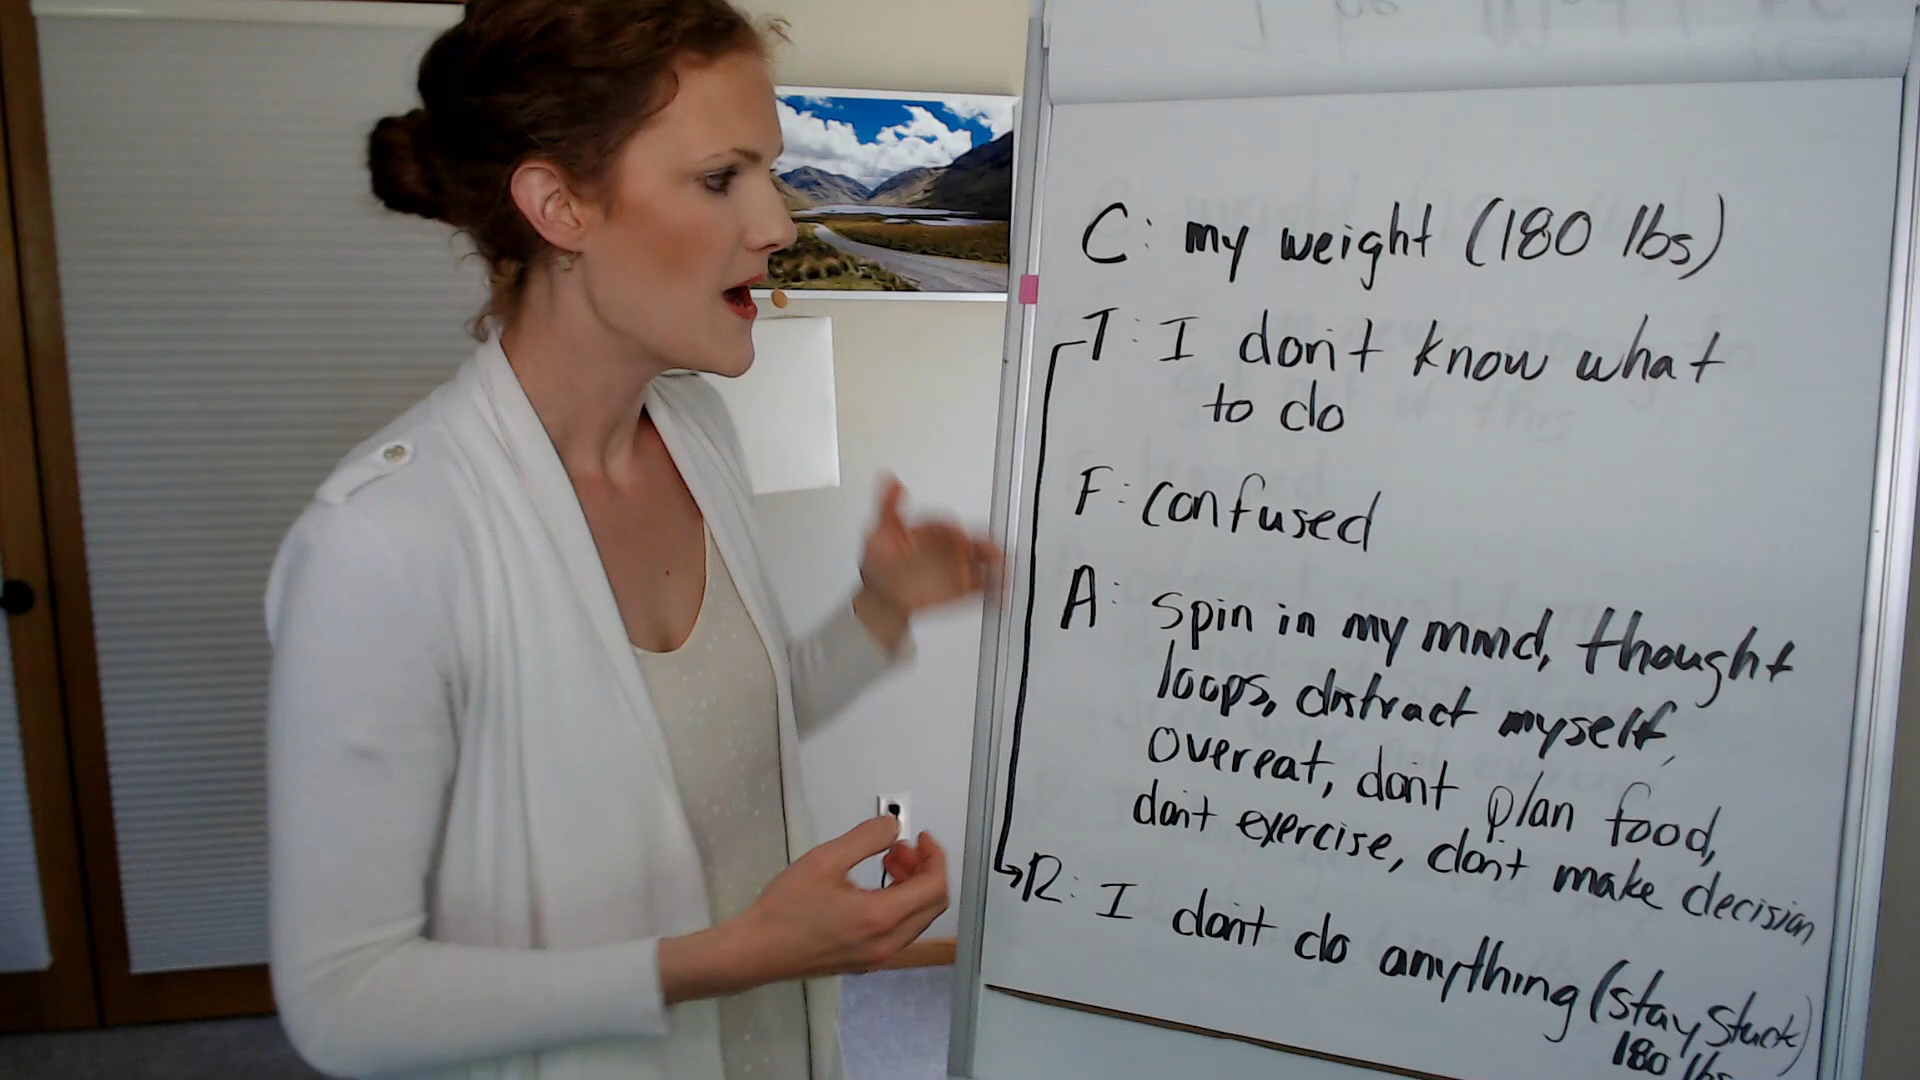 C: my weight (180 lbs)
T: I don't know what
to do
F: confused
A: spin in my mind, thought
loops, distract myself,
overeat, don't plan food,
don't exercise, don't make decision
R: I don't do anything (stay stuck)
180 lbs